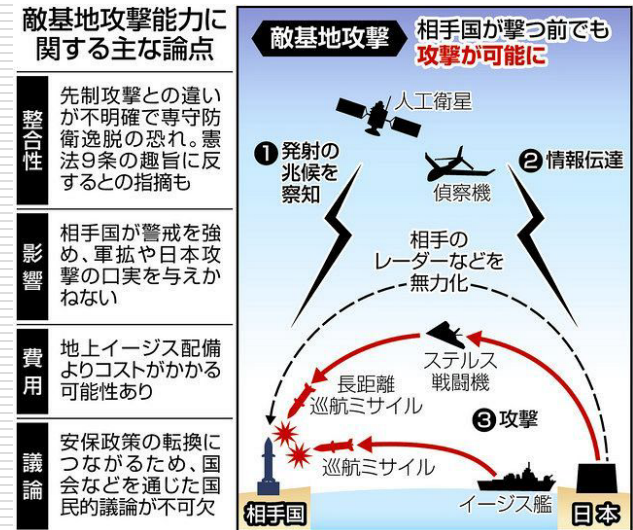 敵基地攻撃能力に
関する主な論点
整合性
先制攻撃との違い
が不明確で専守防
衛逸脱の恐れ。憲
法9条の趣旨に反
するとの指摘も
影響
相手国が警戒を強
め、軍拡や日本攻
撃の口実を与えか
ねない
費用
地上イージス配備
よりコストがかかる
可能性あり
議論
安保政策の転換に
つながるため、国
会などを通じた国
民的議論が不可欠
敵基地攻撃
相手国が撃つ前でも
攻撃が可能に
人工衛星
❶発射の
兆候を
察知
偵察機
❷情報伝達
相手の
レーダーなどを
無力化
ステルス
戦闘機
長距離
巡航ミサイル
❸攻撃
巡航ミサイル
イージス艦
相手国
日本